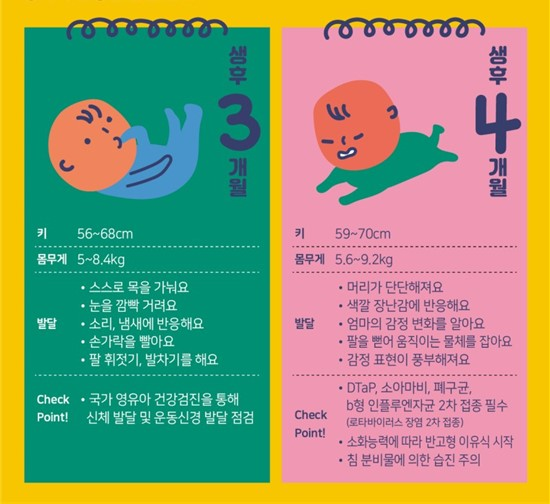 생후
3
개월
키 56~68cm
몸무게 5~8.4kg
발달
• 스스로 목을 가눠요
• 눈을 깜빡 거려요
• 소리, 냄새에 반응해요
• 손가락을 빨아요
• 팔 휘젓기, 발차기를 해요
Check
Point!
• 국가 영유아 건강검진을 통해
신체 발달 및 운동신경 발달 점검
생후
4
개월
키 59~70cm
몸무게 5.6~9.2kg
발달
• 머리가 단단해져요
• 색깔 장난감에 반응해요
• 엄마의 감정 변화를 알아요
• 팔을 뻗어 움직이는 물체를 잡아요
• 감정 표현이 풍부해져요
Check
Point!
• DTaP, 소아마비, 폐구균,
b형 인플루엔자균 2차 접종 필수
(로타바이러스 장염 2차 접종)
• 소화능력에 따라 반고형 이유식 시작
• 침 분비물에 의한 습진 주의